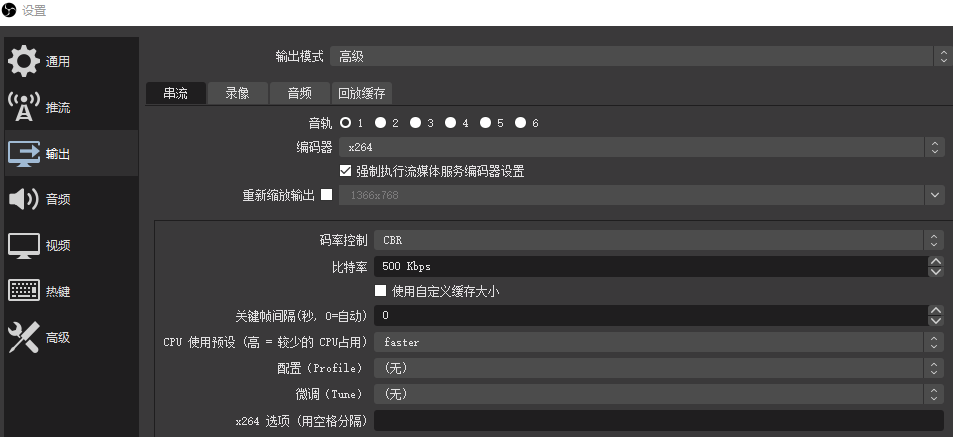 设置
通用
推流
输出
音频
视频
热键
高级
输出模式 高级
串流 录像 音频 回放缓存
音轨 1 2 3 4 5 6
编码器 x264
强制执行流媒体服务编码器设置
重新缩放输出 1366x768
码率控制 CBR
比特率 500 Kbps
使用自定义缓存大小
关键帧间隔(秒, 0=自动) 0
CPU 使用预设 (高 = 较少的 CPU占用) faster
配置 (Profile) (无)
微调 (Tune) (无)
x264 选项 (用空格分隔)